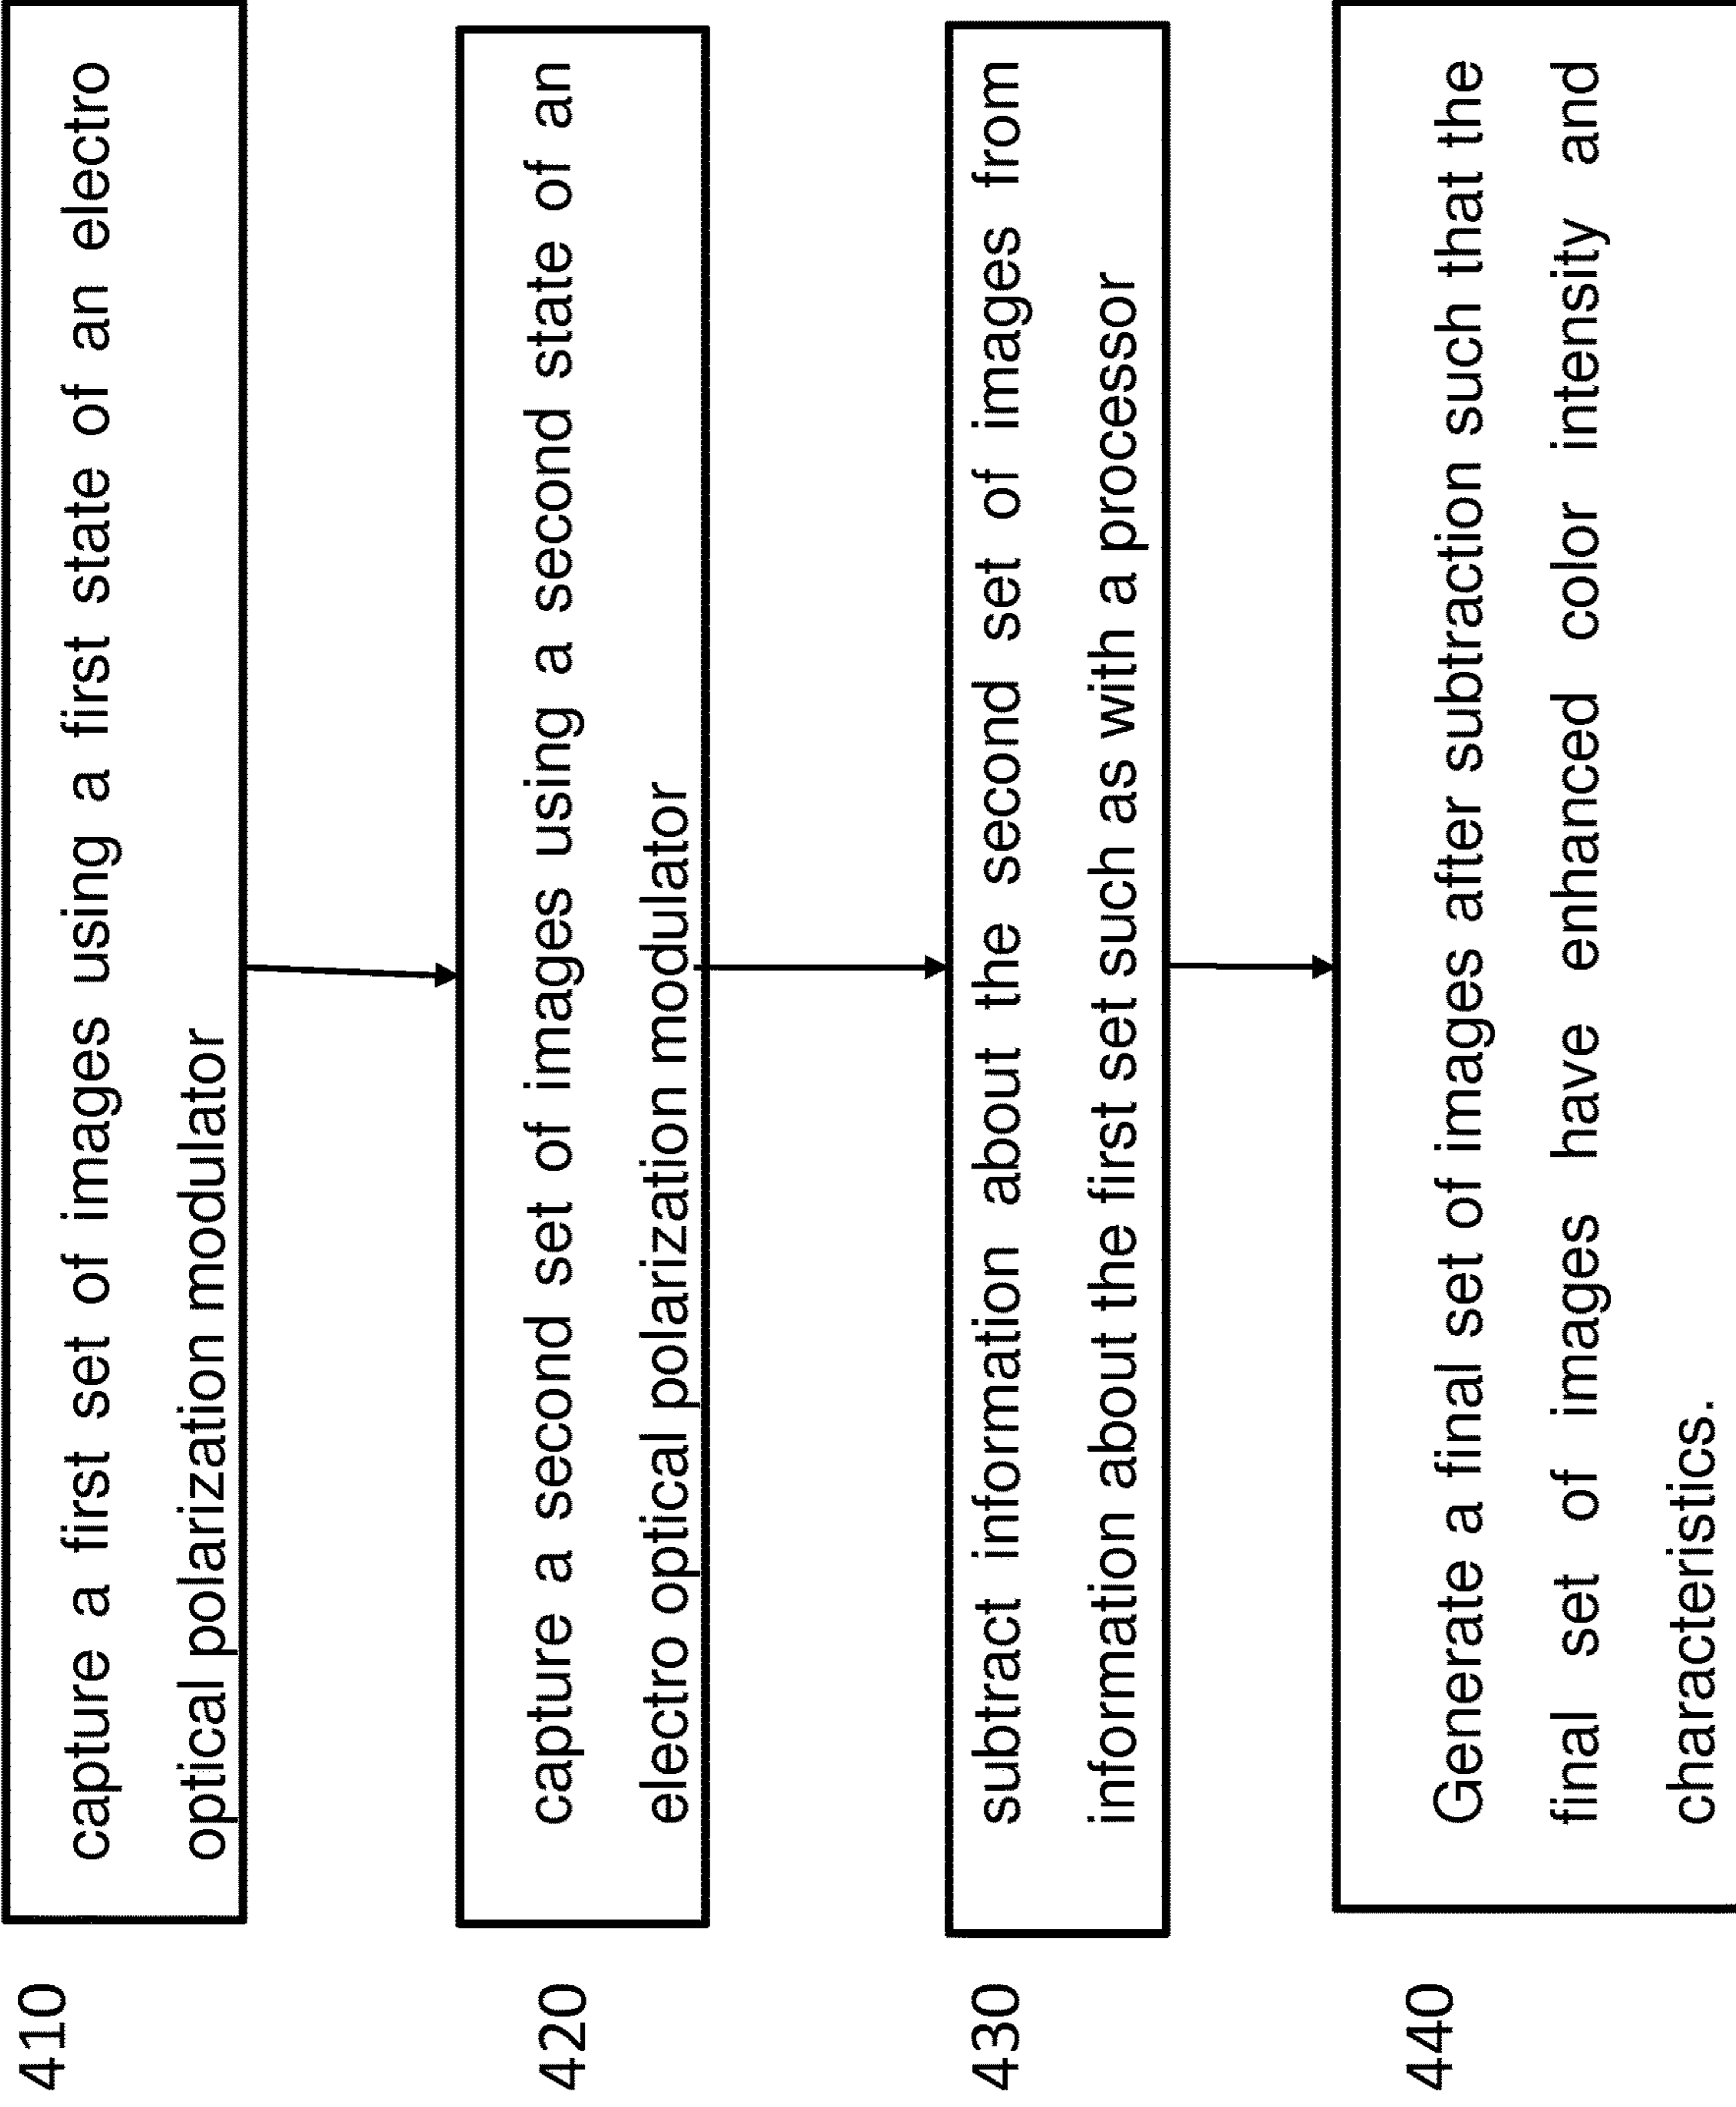 410
capture a first set of images using a first state of an electro
optical polarization modulator
420
capture a second set of images using a second state of an
electro optical polarization modulator
430
subtract information about the second set of images from
information about the first set such as with a processor
440
Generate a final set of images after subtraction such that the
final set of images have enhanced color intensity and
characteristics.